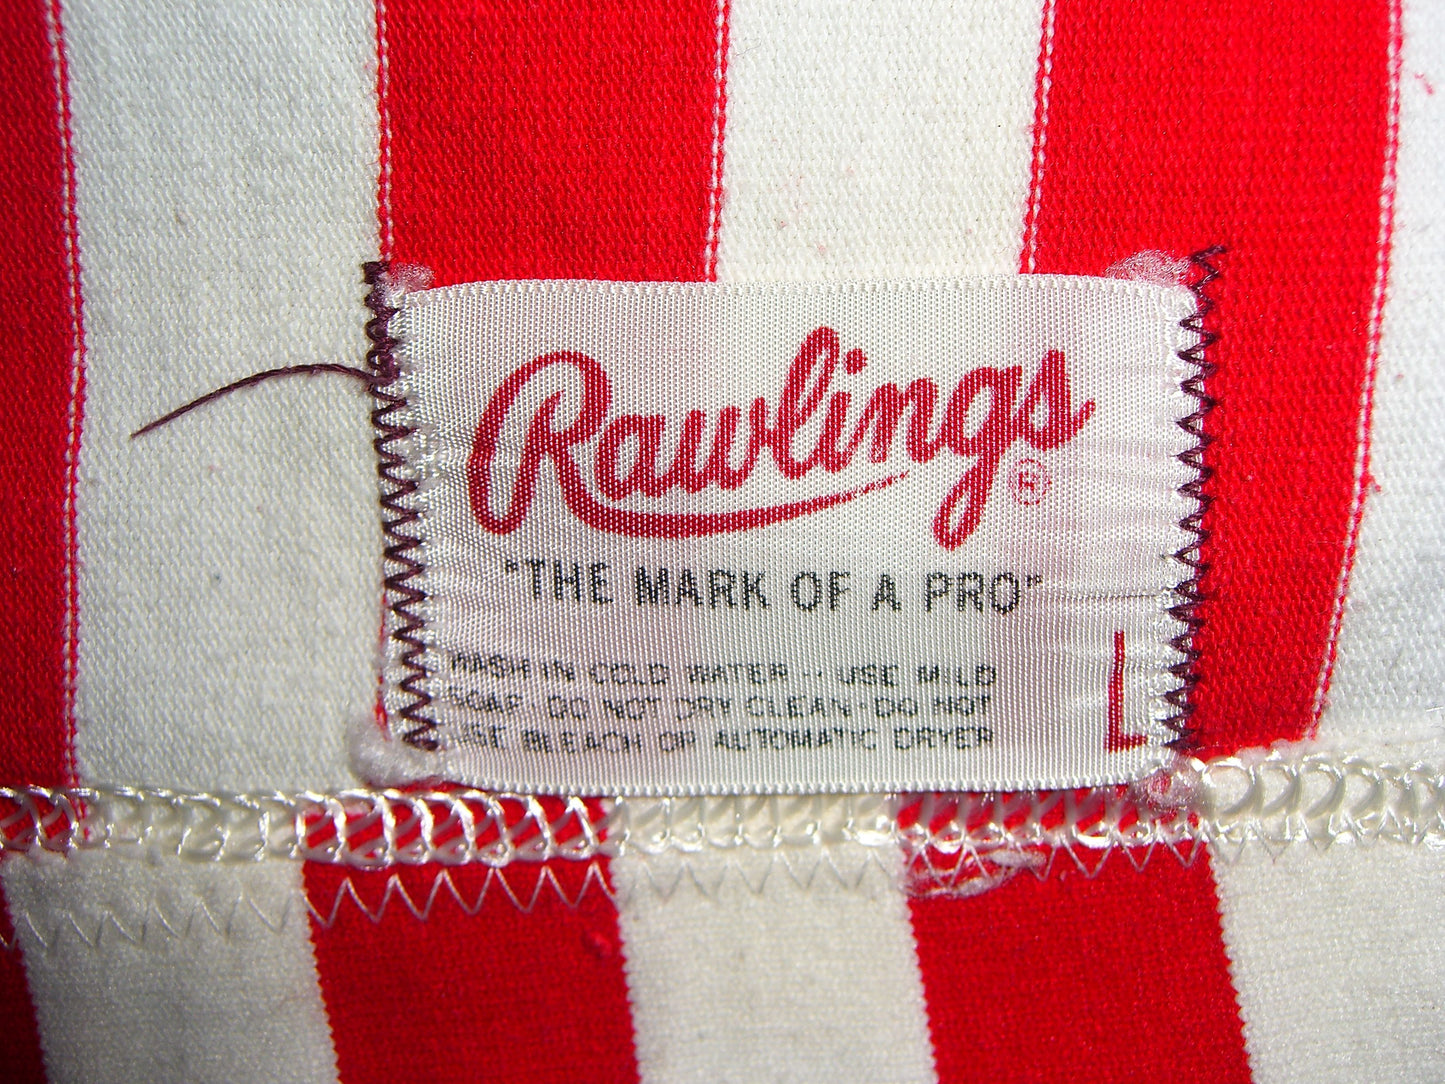 Rawlings®
"THE MARK OF A PRO"
WASH IN COLD WATER -- USE MILD
SOAP. DO NOT DRY CLEAN - DO NOT
USE BLEACH OR AUTOMATIC DRYER
L